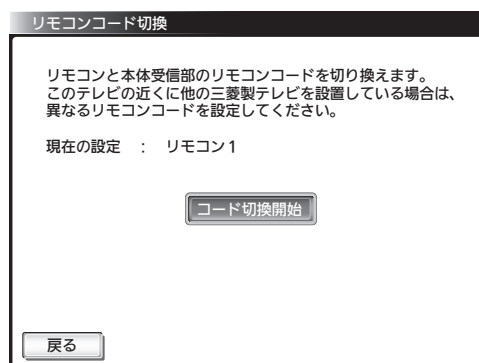 リモコンコード切換
リモコンと本体受信部のリモコンコードを切り換えます。
このテレビの近くに他の三菱製テレビを設置している場合は、
異なるリモコンコードを設定してください。
現在の設定 : リモコン1
コード切換開始
戻る